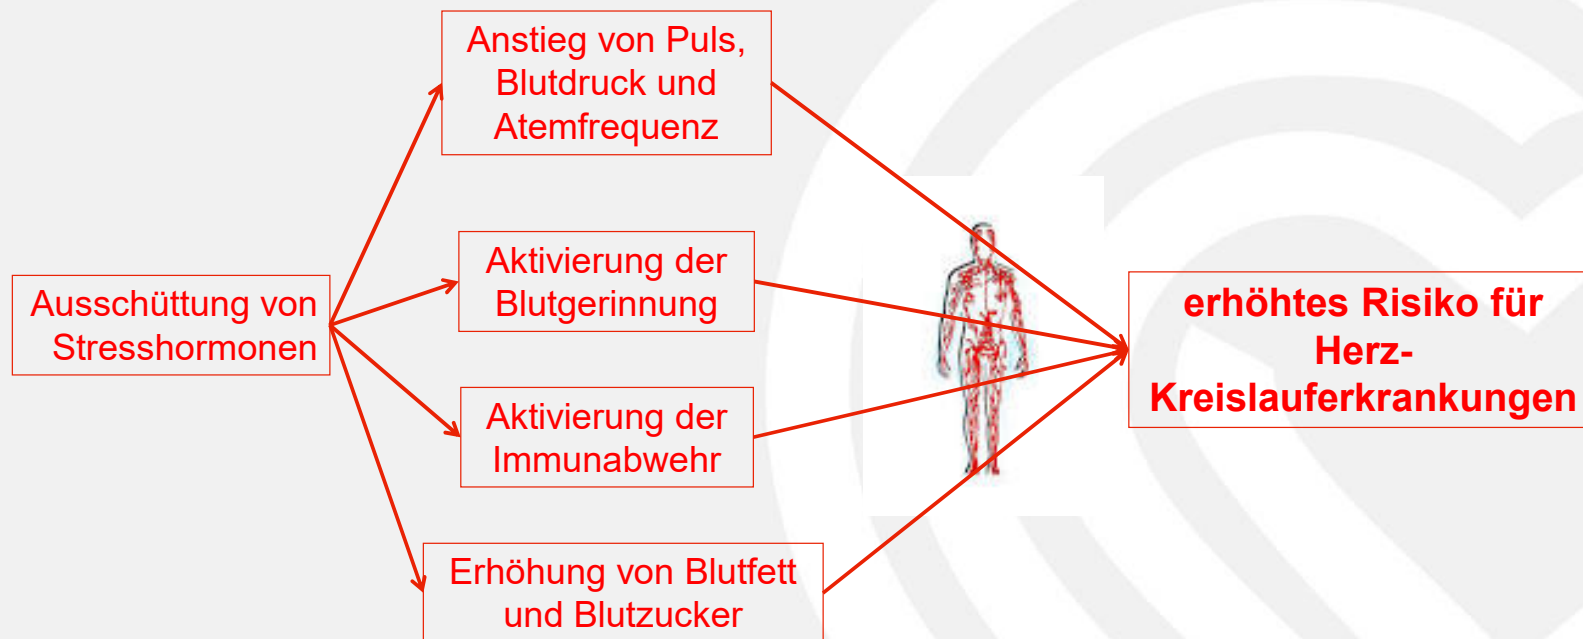 Anstieg von Puls,
Blutdruck und
Atemfrequenz
Aktivierung der
Blutgerinnung
Ausschüttung von
Stresshormonen
erhöhtes Risiko für
Herz-
Kreislauferkrankungen
Aktivierung der
Immunabwehr
Erhöhung von Blutfett
und Blutzucker